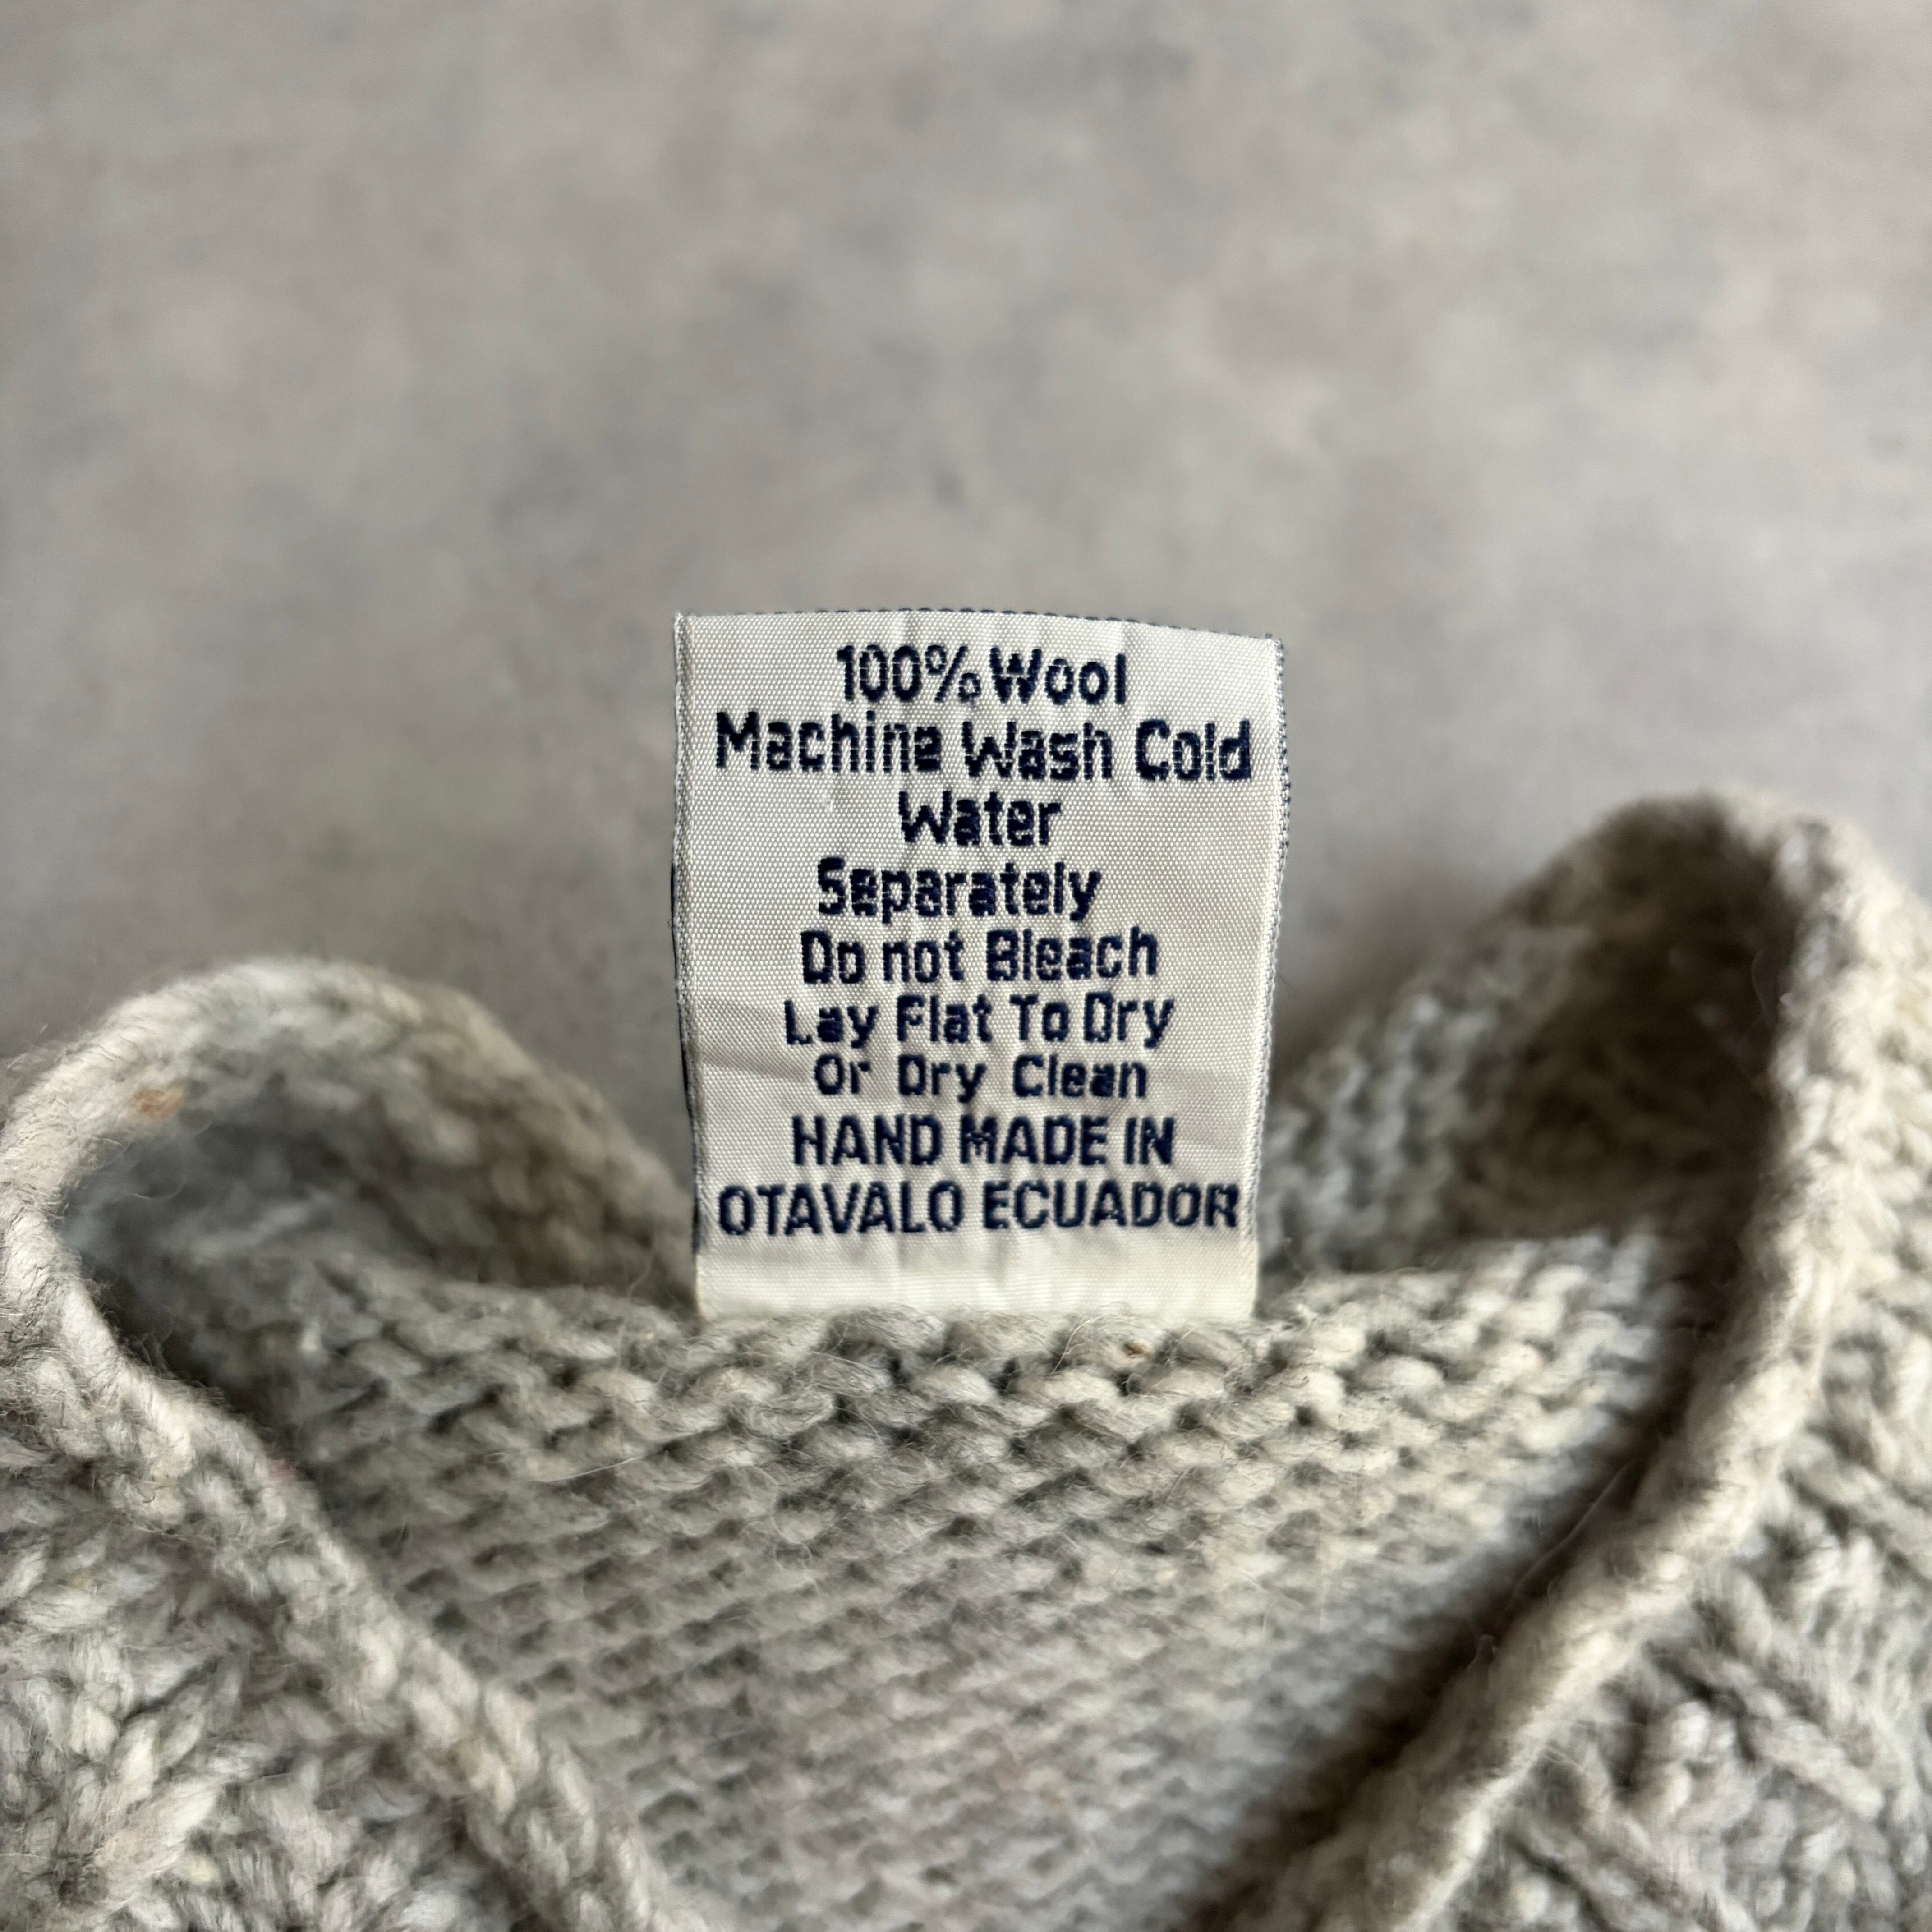 100% Wool
Machine Wash Cold
Water
Separately
Do not Bleach
Lay Flat To Dry
Or Dry Clean
HAND MADE IN
OTAVALO ECUADOR